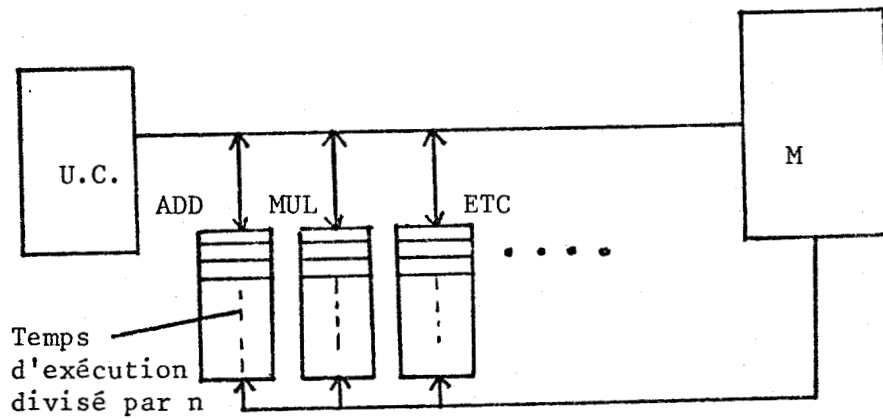 U.C.
M
ADD
MUL
ETC
Temps
d'exécution
divisé par n